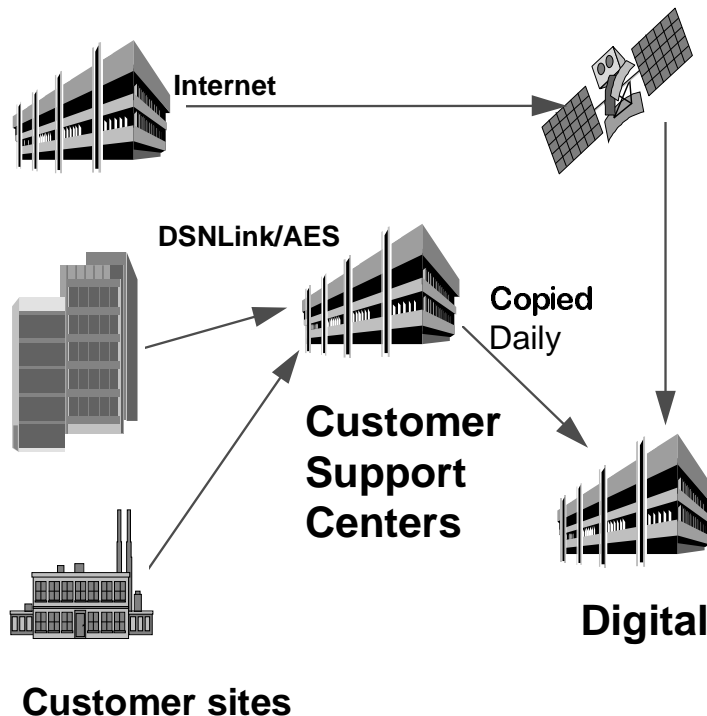 Internet
DSNLink/AES
Copied
Daily
Customer
Support
Centers
Digital
Customer sites